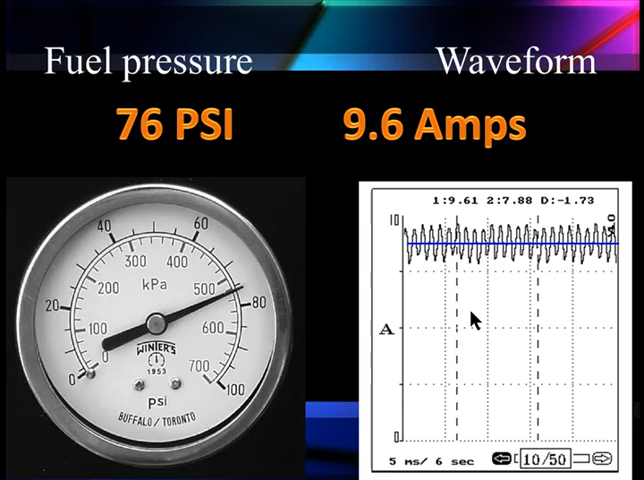 Fuel pressure
Waveform
76 PSI
9.6 Amps
40
60
300
400
200
kPa
500
20
80
100
600
0
WINTERS
1953
700
0
100
psi
BUFFALO/TORONTO
1:9.61 2:7.88 D:-1.73
10
A
0
5 ms/ 6 sec
10/50